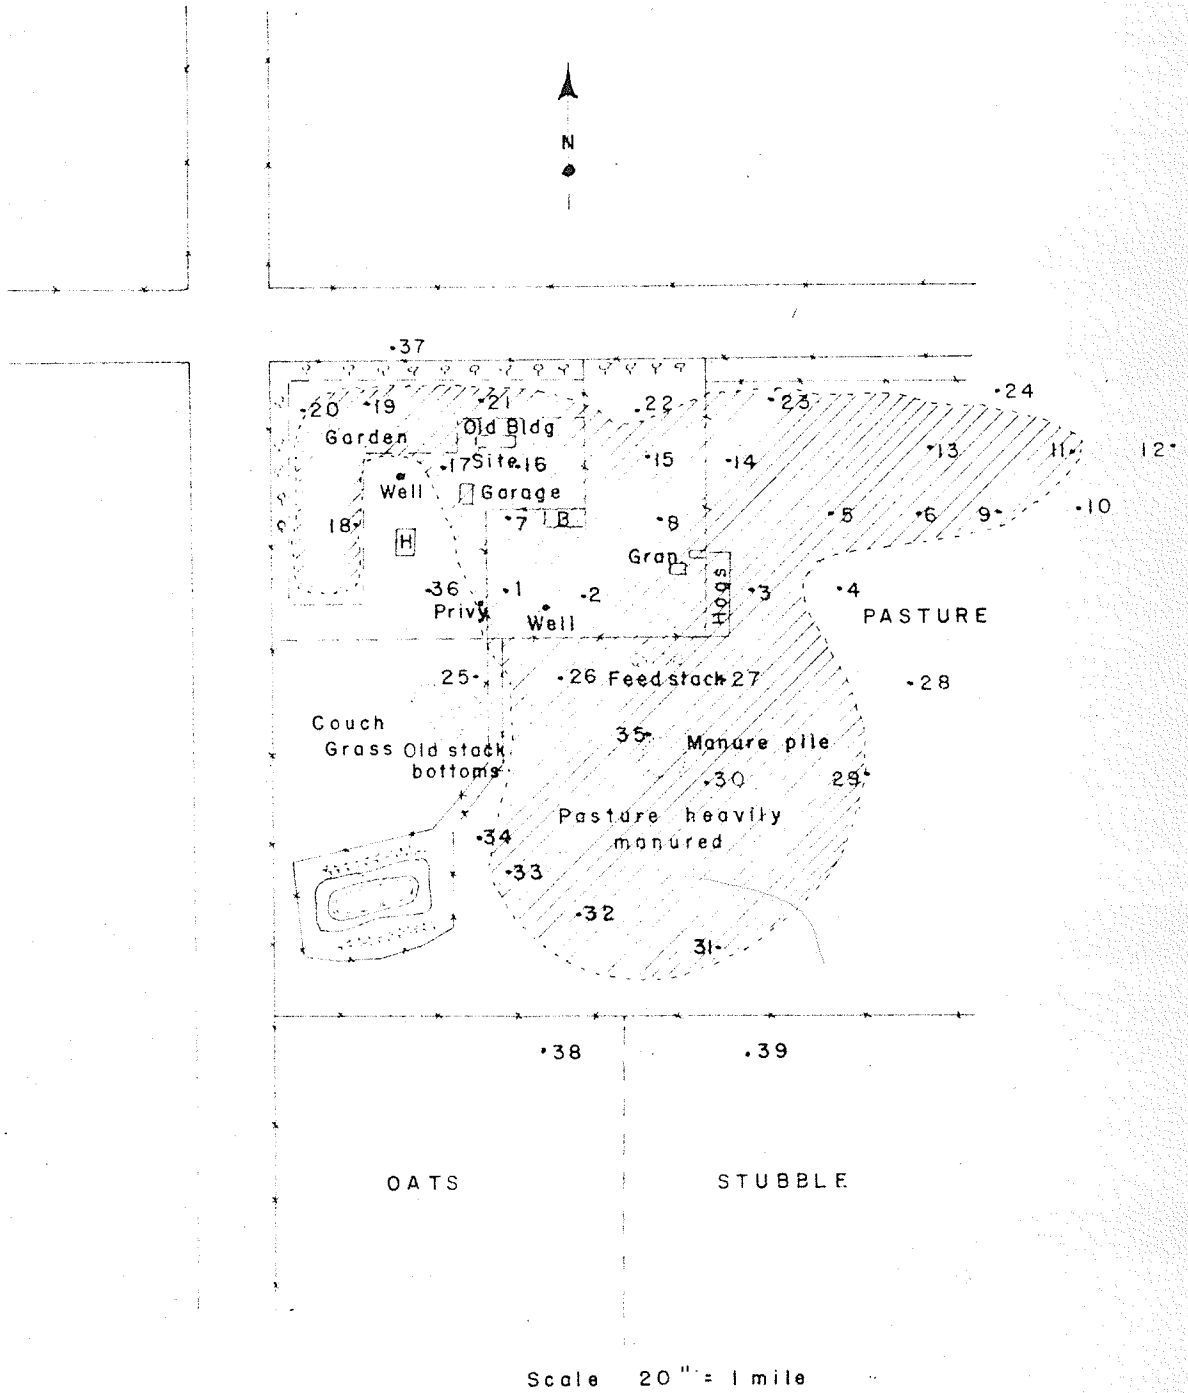 N
.37
.20 .19 .21 .22 .23 .24
Old Bldg
Garden
.13 11. 12.
.17 Site .16 .15 .14
Well Garage
18. .7 B .8 .5 .6 9. .10
H
Gran.
Hogs
.36 .1 .2 .3 .4
Privy Well
PASTURE
25. .26 Feed stack .27 .28
Couch
Grass
35. Manure pile
Old stack
bottoms
.30 29.
Pasture heavily
manured
.34
.33
.32
31.
.38 .39
OATS STUBBLE
Scale 20" = 1 mile